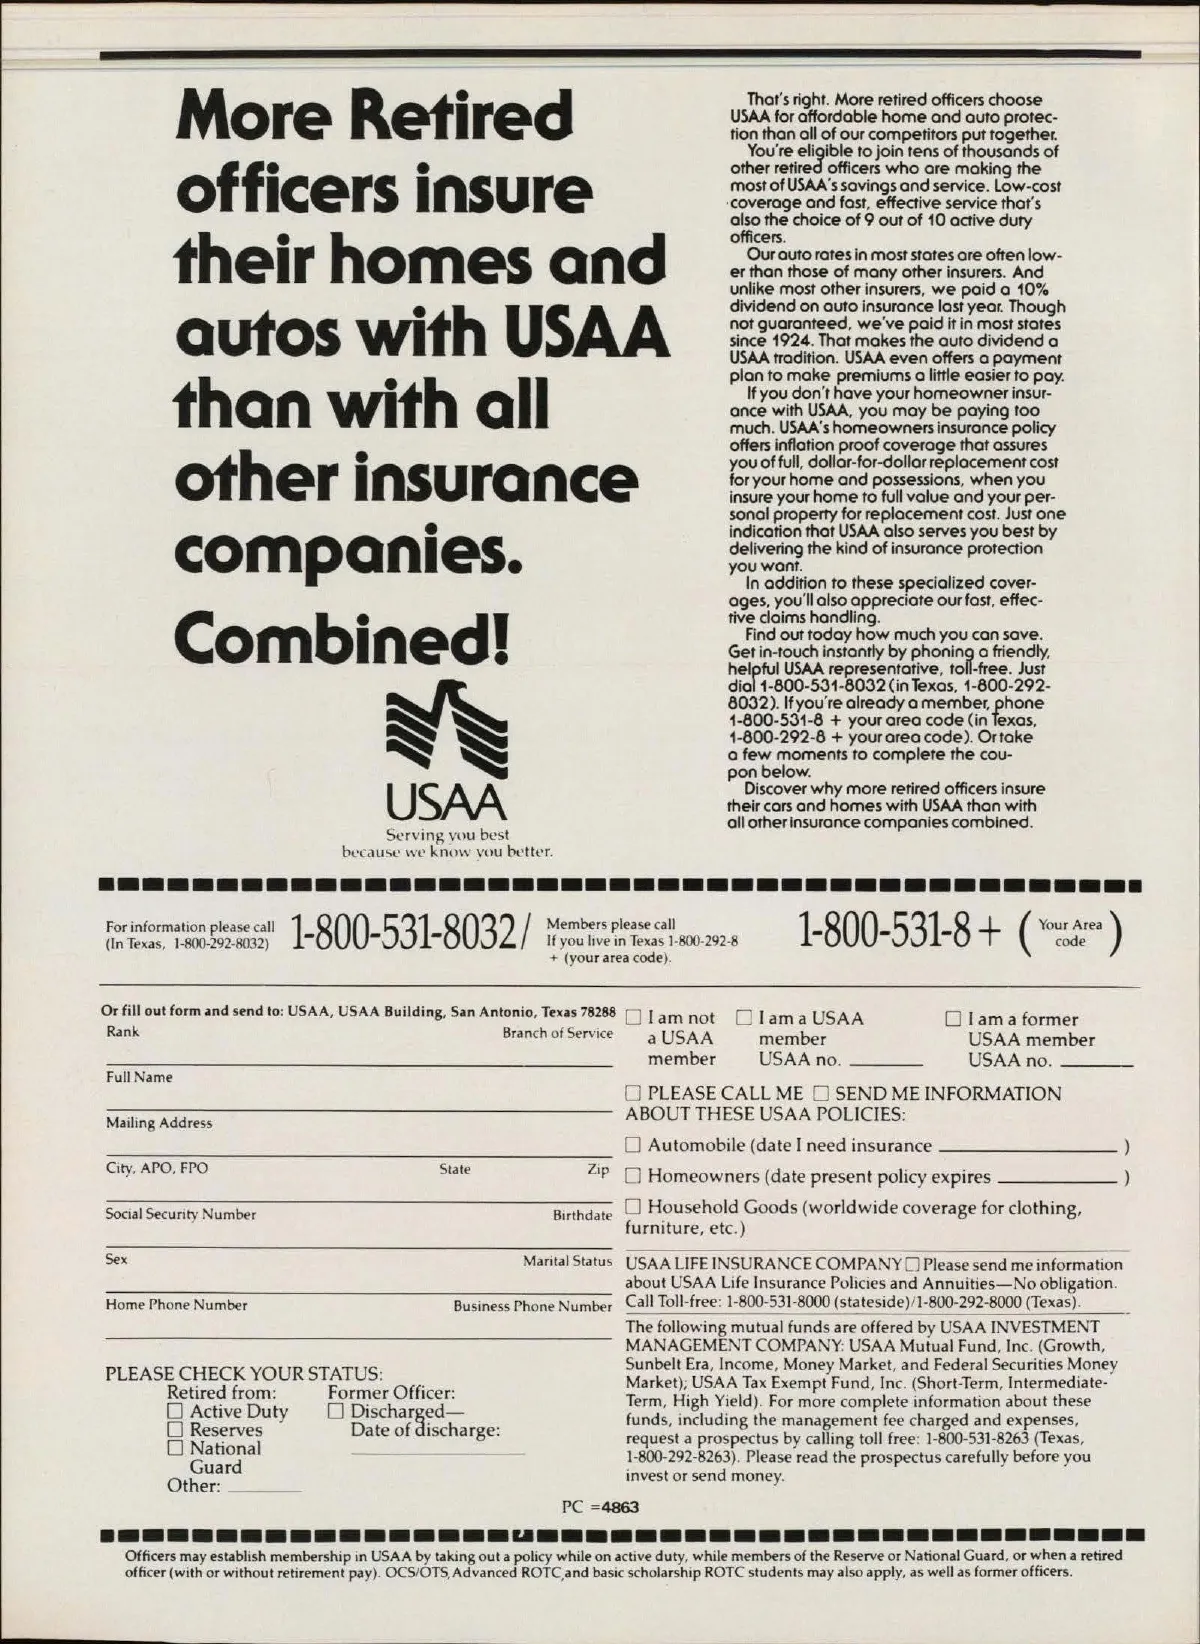 More Retired
officers insure
their homes and
autos with USAA
than with all
other insurance
companies.
Combined!
USAA
Serving you best
because we know you better.
That's right. More retired officers choose
USAA for affordable home and auto protec-
tion than all of our competitors put together.
You're eligible to join tens of thousands of
other retired officers who are making the
most of USAA's savings and service. Low-cost
coverage and fast, effective service that's
also the choice of 9 out of 10 active duty
officers.
Our auto rates in most states are often low-
er than those of many other insurers. And
unlike most other insurers, we paid a 10%
dividend on auto insurance last year. Though
not guaranteed, we've paid it in most states
since 1924. That makes the auto dividend a
USAA tradition. USAA even offers a payment
plan to make premiums a little easier to pay.
If you don't have your homeowner insur-
ance with USAA, you may be paying too
much. USAA's homeowners insurance policy
offers inflation proof coverage that assures
you of full, dollar-for-dollar replacement cost
for your home and possessions, when you
insure your home to full value and your per-
sonal property for replacement cost. Just one
indication that USAA also serves you best by
delivering the kind of insurance protection
you want.
In addition to these specialized cover-
ages, you'll also appreciate our fast, effec-
tive claims handling.
Find out today how much you can save.
Get in-touch instantly by phoning a friendly,
helpful USAA representative, toll-free. Just
dial 1-800-531-8032 (in Texas, 1-800-292-
8032). If you're already a member, phone
1-800-531-8 + your area code (in Texas,
1-800-292-8 + your area code). Or take
a few moments to complete the cou-
pon below.
Discover why more retired officers insure
their cars and homes with USAA than with
all other insurance companies combined.
For information please call
(In Texas, 1-800-292-8032)
1-800-531-8032/
Members please call
If you live in Texas 1-800-292-8
+ (your area code).
1-800-531-8 + (Your Area
code)
Or fill out form and send to: USAA, USAA Building, San Antonio, Texas 78288
Rank Branch of Service
Full Name
Mailing Address
City, APO, FPO State Zip
Social Security Number Birthdate
Sex Marital Status
Home Phone Number Business Phone Number
PLEASE CHECK YOUR STATUS:
Retired from:
☐ Active Duty
☐ Reserves
☐ National
Guard
Other: ______
Former Officer:
☐ Discharged—
Date of discharge:
☐ I am not
a USAA
member
☐ I am a USAA
member
USAA no. ______
☐ I am a former
USAA member
USAA no. ______
☐ PLEASE CALL ME ☐ SEND ME INFORMATION
ABOUT THESE USAA POLICIES:
☐ Automobile (date I need insurance ______ )
☐ Homeowners (date present policy expires ______ )
☐ Household Goods (worldwide coverage for clothing,
furniture, etc.)
USAA LIFE INSURANCE COMPANY ☐ Please send me information
about USAA Life Insurance Policies and Annuities—No obligation.
Call Toll-free: 1-800-531-8000 (stateside)/1-800-292-8000 (Texas).
The following mutual funds are offered by USAA INVESTMENT
MANAGEMENT COMPANY: USAA Mutual Fund, Inc. (Growth,
Sunbelt Era, Income, Money Market, and Federal Securities Money
Market); USAA Tax Exempt Fund, Inc. (Short-Term, Intermediate-
Term, High Yield). For more complete information about these
funds, including the management fee charged and expenses,
request a prospectus by calling toll free: 1-800-531-8263 (Texas,
1-800-292-8263). Please read the prospectus carefully before you
invest or send money.
PC =4863
Officers may establish membership in USAA by taking out a policy while on active duty, while members of the Reserve or National Guard, or when a retired
officer (with or without retirement pay). OCS/OTS, Advanced ROTC, and basic scholarship ROTC students may also apply, as well as former officers.